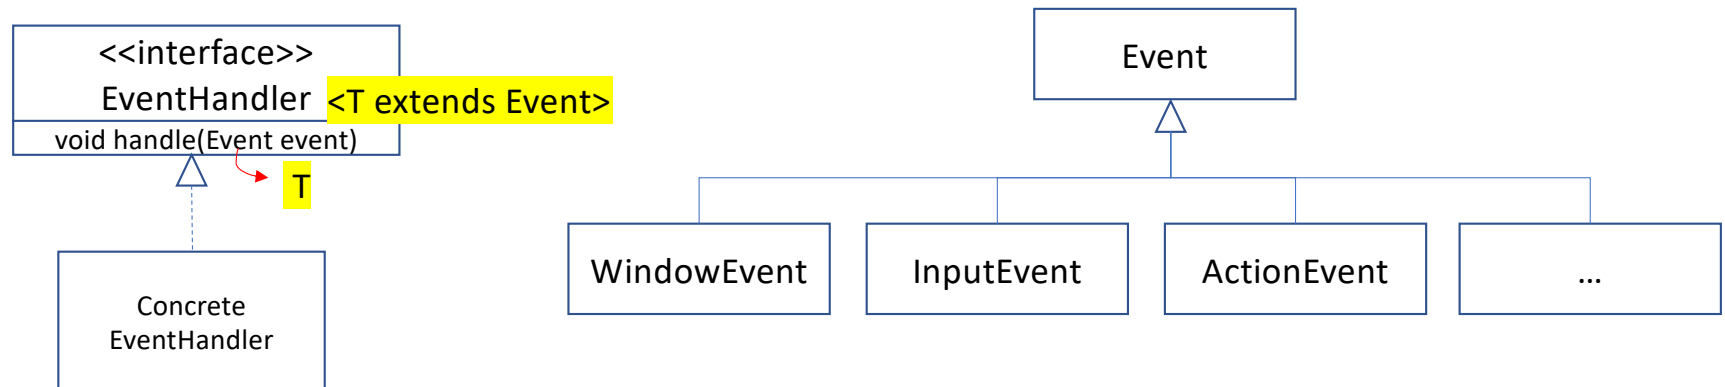 <<interface>>
EventHandler <T extends Event>
void handle(Event event)
T
Concrete
EventHandler
Event
WindowEvent
InputEvent
ActionEvent
...